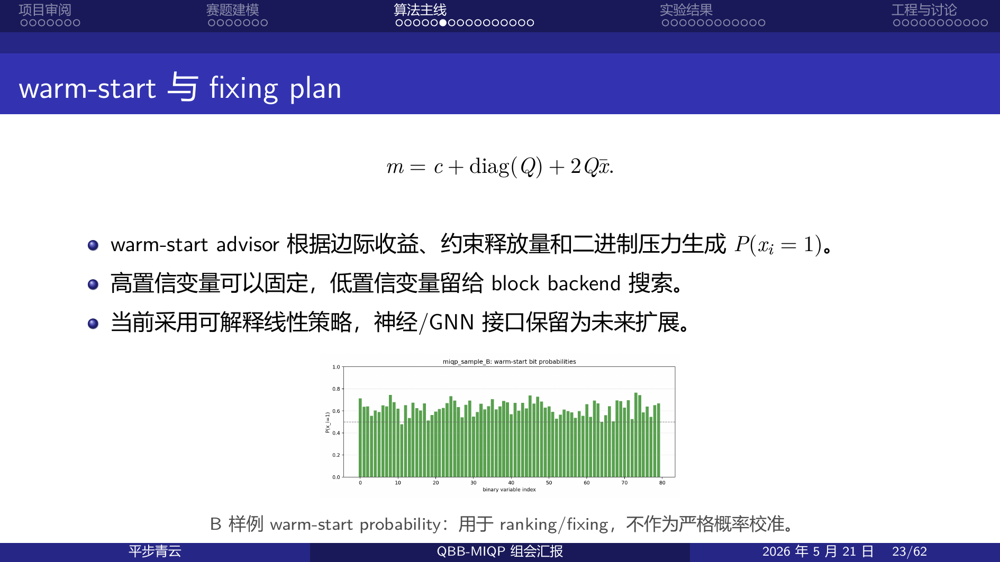 项目审阅 赛题建模 算法主线 实验结果 工程与讨论
warm-start 与 fixing plan
m = c + diag(Q) + 2Qx̄.
warm-start advisor 根据边际收益、约束释放量和二进制压力生成 P(xᵢ = 1)。
高置信变量可以固定，低置信变量留给 block backend 搜索。
当前采用可解释线性策略，神经/GNN 接口保留为未来扩展。
miqp_sample_B: warm-start bit probabilities
1.0
0.8
0.6
0.4
0.2
0.0
P(x_i=1)
0 10 20 30 40 50 60 70 80
binary variable index
B 样例 warm-start probability：用于 ranking/fixing，不作为严格概率校准。
平步青云 QBB-MIQP 组会汇报 2026 年 5 月 21 日 23/62